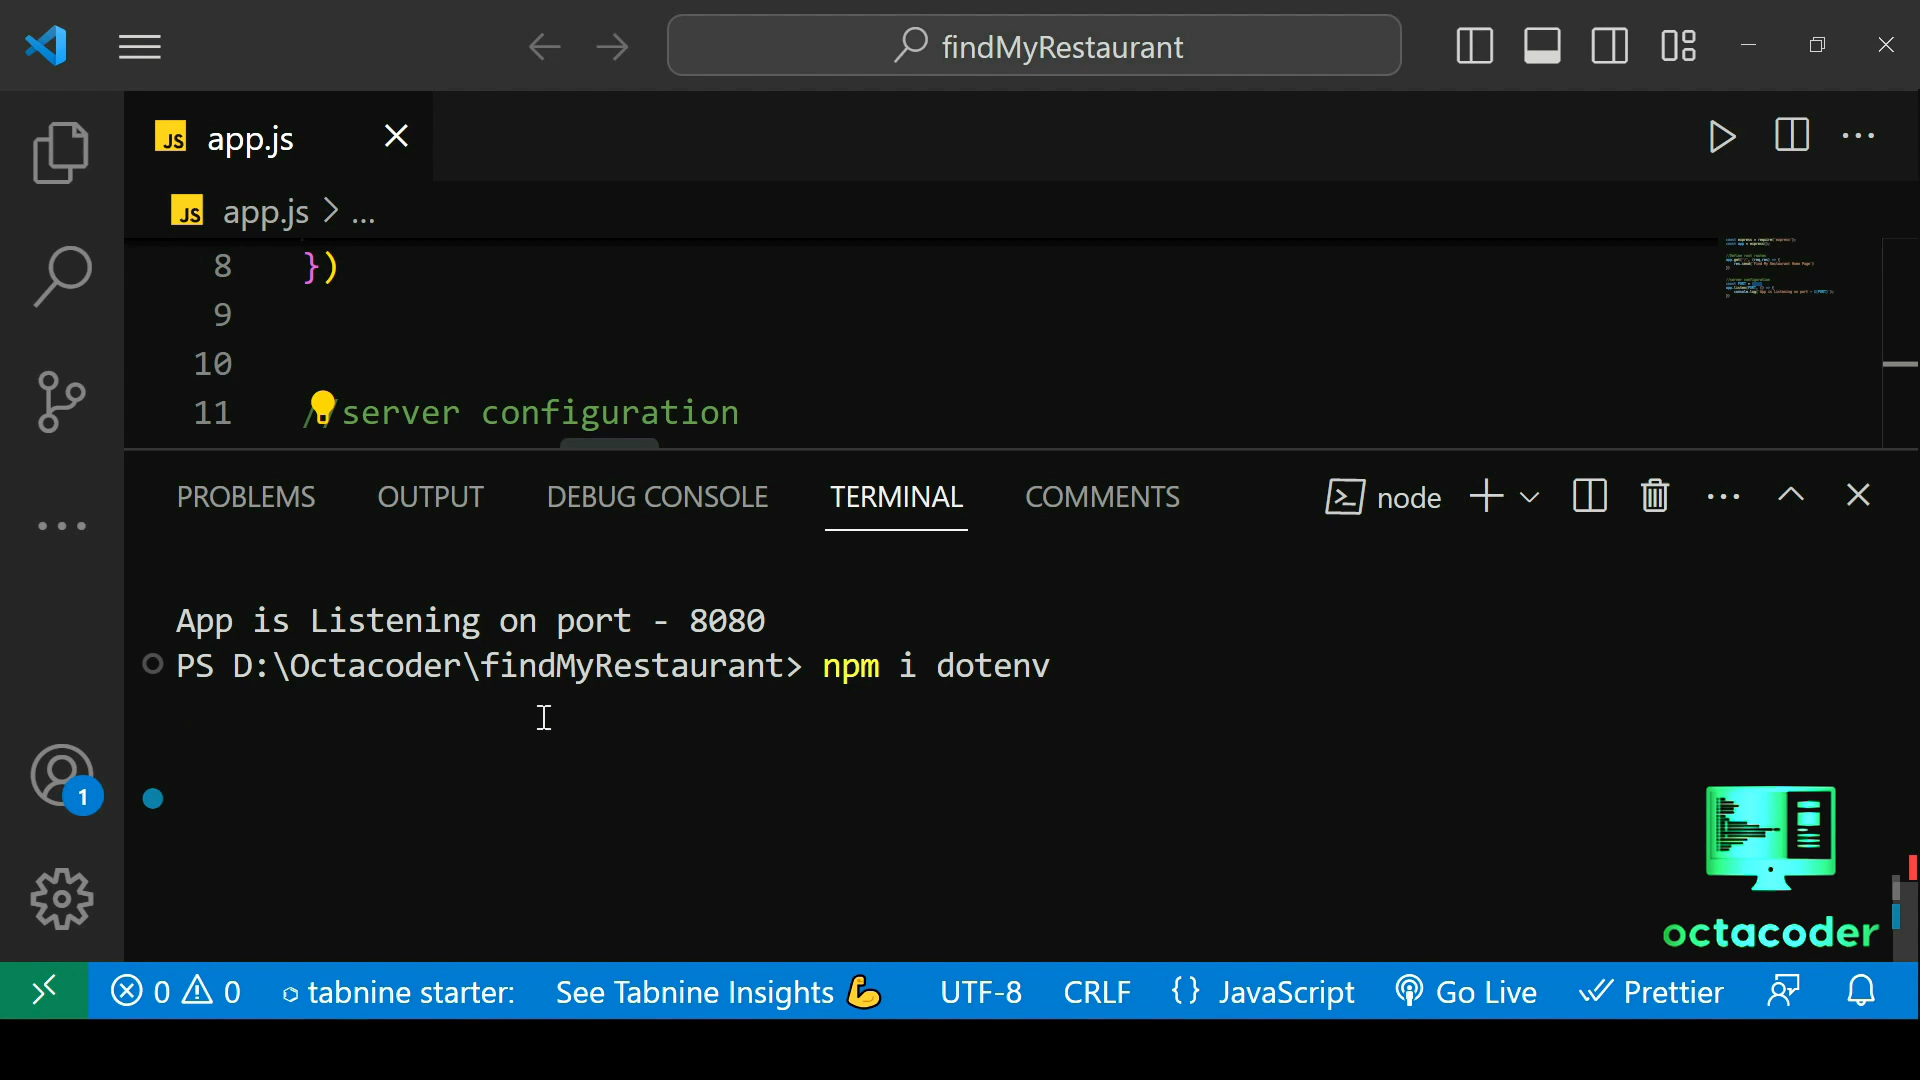 findMyRestaurant
JS app.js
JS app.js > ...
8 })
9
10
11 //server configuration
PROBLEMS OUTPUT DEBUG CONSOLE TERMINAL COMMENTS node
App is Listening on port - 8080
PS D:\Octacoder\findMyRestaurant> npm i dotenv
1
octacoder
0 0 tabnine starter: See Tabnine Insights UTF-8 CRLF {} JavaScript Go Live Prettier